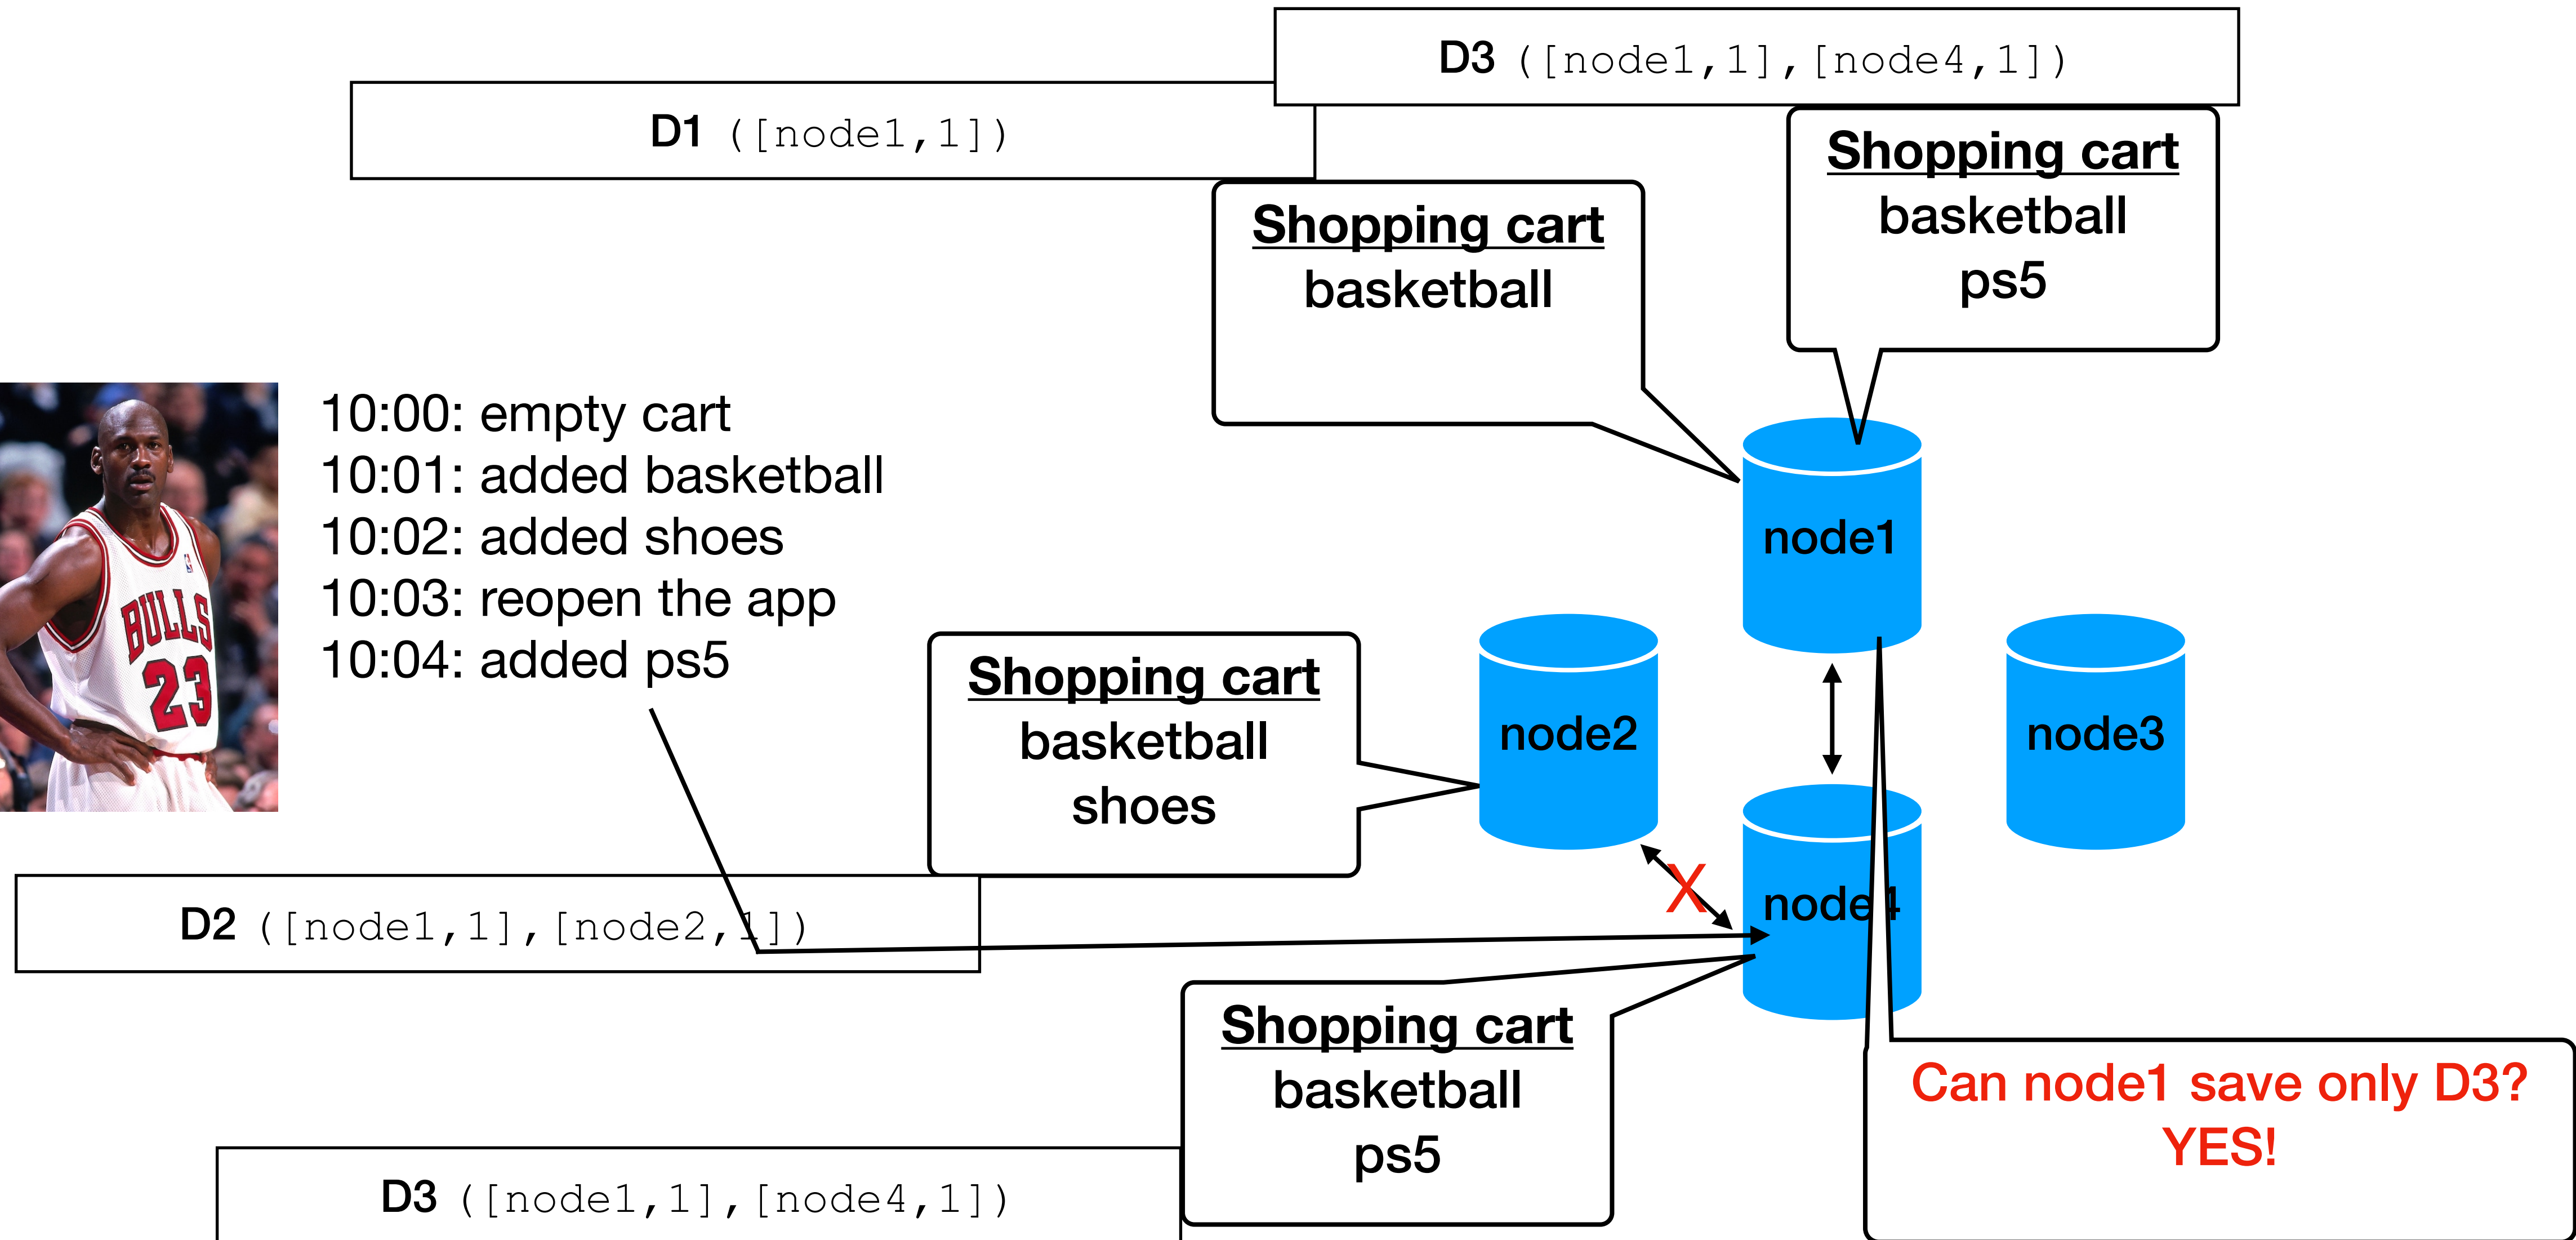 D3 ([node1,1],[node4,1])
D1 ([node1,1])
Shopping cart
basketball
ps5
Shopping cart
basketball
10:00: empty cart
10:01: added basketball
10:02: added shoes
10:03: reopen the app
10:04: added ps5
BULLS
23
node1
node2
node3
Shopping cart
basketball
shoes
X
node4
D2 ([node1,1],[node2,1])
Shopping cart
basketball
ps5
Can node1 save only D3?
YES!
D3 ([node1,1],[node4,1])